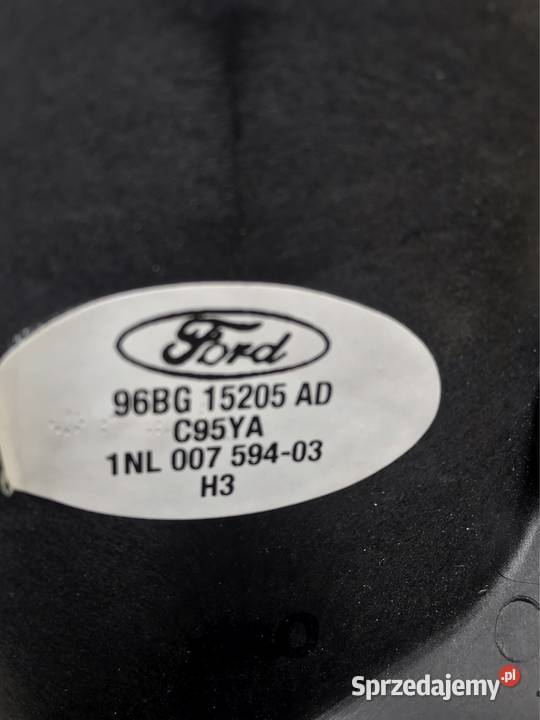 Ford
96BG 15205 AD
C95YA
1NL 007 594-03
H3
Sprzedajemy.pl